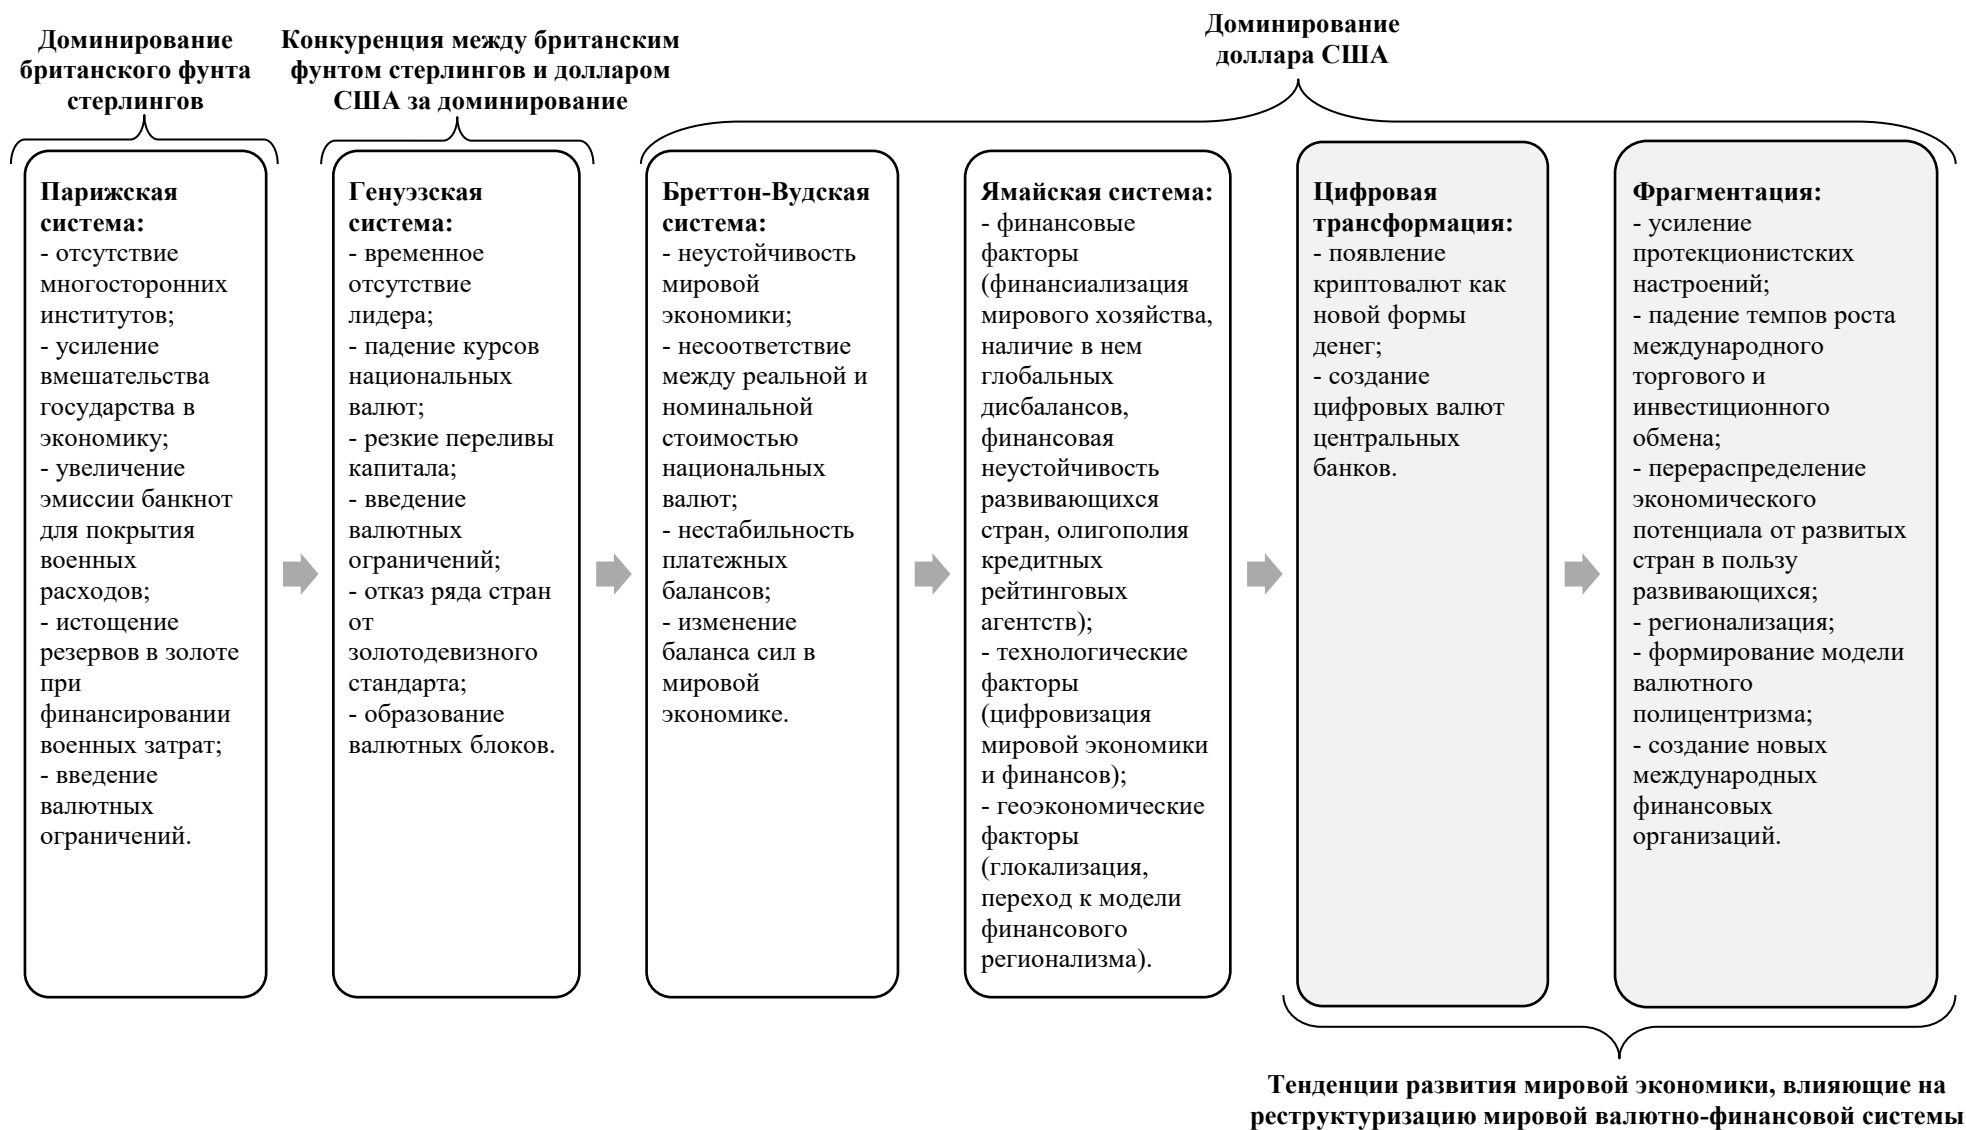 Доминирование
британского фунта
стерлингов
Конкуренция между британским
фунтом стерлингов и долларом
США за доминирование
Доминирование
доллара США
Парижская
система:
- отсутствие
многосторонних
институтов;
- усиление
вмешательства
государства в
экономику;
- увеличение
эмиссии банкнот
для покрытия
военных
расходов;
- истощение
резервов в золоте
при
финансировании
военных затрат;
- введение
валютных
ограничений.
Генуэзская
система:
- временное
отсутствие
лидера;
- падение курсов
национальных
валют;
- резкие переливы
капитала;
- введение
валютных
ограничений;
- отказ ряда стран
от
золотодевизного
стандарта;
- образование
валютных блоков.
Бреттон-Вудская
система:
- неустойчивость
мировой
экономики;
- несоответствие
между реальной и
номинальной
стоимостью
национальных
валют;
- нестабильность
платежных
балансов;
- изменение
баланса сил в
мировой
экономике.
Ямайская система:
- финансовые
факторы
(финансиализация
мирового хозяйства,
наличие в нем
глобальных
дисбалансов,
финансовая
неустойчивость
развивающихся
стран, олигополия
кредитных
рейтинговых
агентств);
- технологические
факторы
(цифровизация
мировой экономики
и финансов);
- геоэкономические
факторы
(глокализация,
переход к модели
финансового
регионализма).
Цифровая
трансформация:
- появление
криптовалют как
новой формы
денег;
- создание
цифровых валют
центральных
банков.
Фрагментация:
- усиление
протекционистских
настроений;
- падение темпов роста
международного
торгового и
инвестиционного
обмена;
- перераспределение
экономического
потенциала от развитых
стран в пользу
развивающихся;
- регионализация;
- формирование модели
валютного
полицентризма;
- создание новых
международных
финансовых
организаций.
Тенденции развития мировой экономики, влияющие на
реструктуризацию мировой валютно-финансовой системы